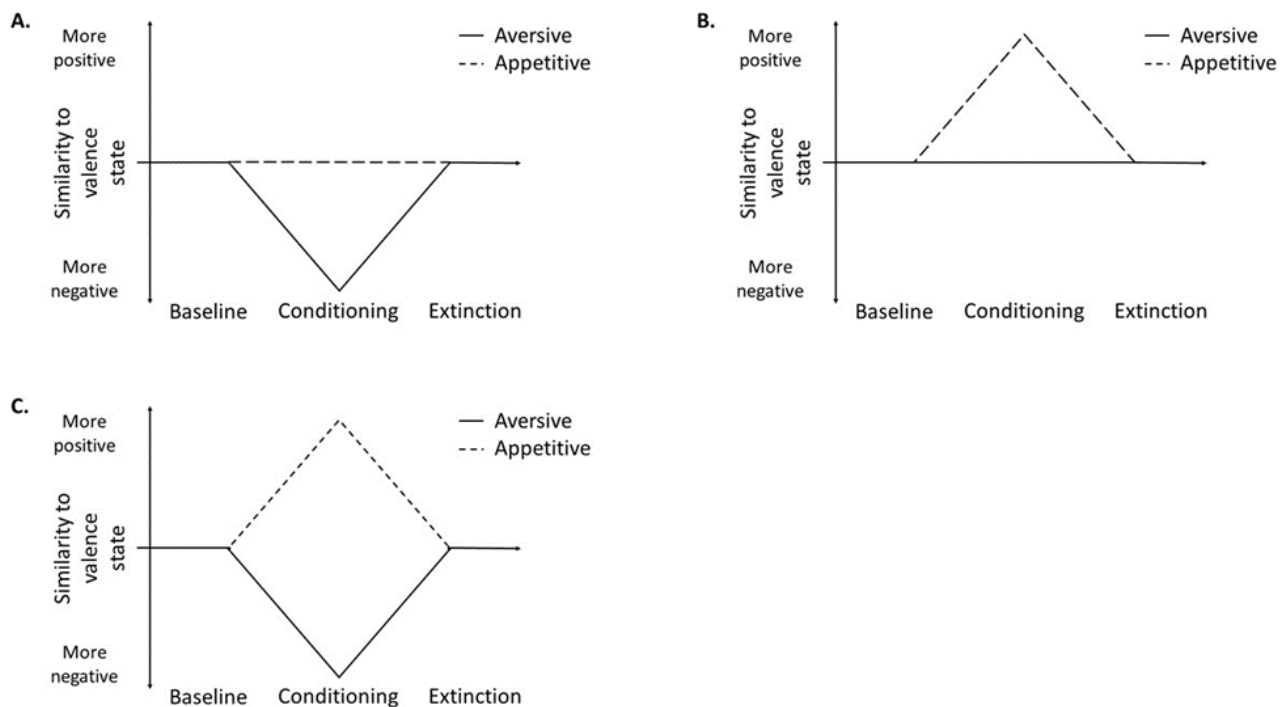 A.
More
positive
Similarity to
valence
state
More
negative
Baseline Conditioning Extinction
Aversive
Appetitive
B.
More
positive
Similarity to
valence
state
More
negative
Baseline Conditioning Extinction
Aversive
Appetitive
C.
More
positive
Similarity to
valence
state
More
negative
Baseline Conditioning Extinction
Aversive
Appetitive